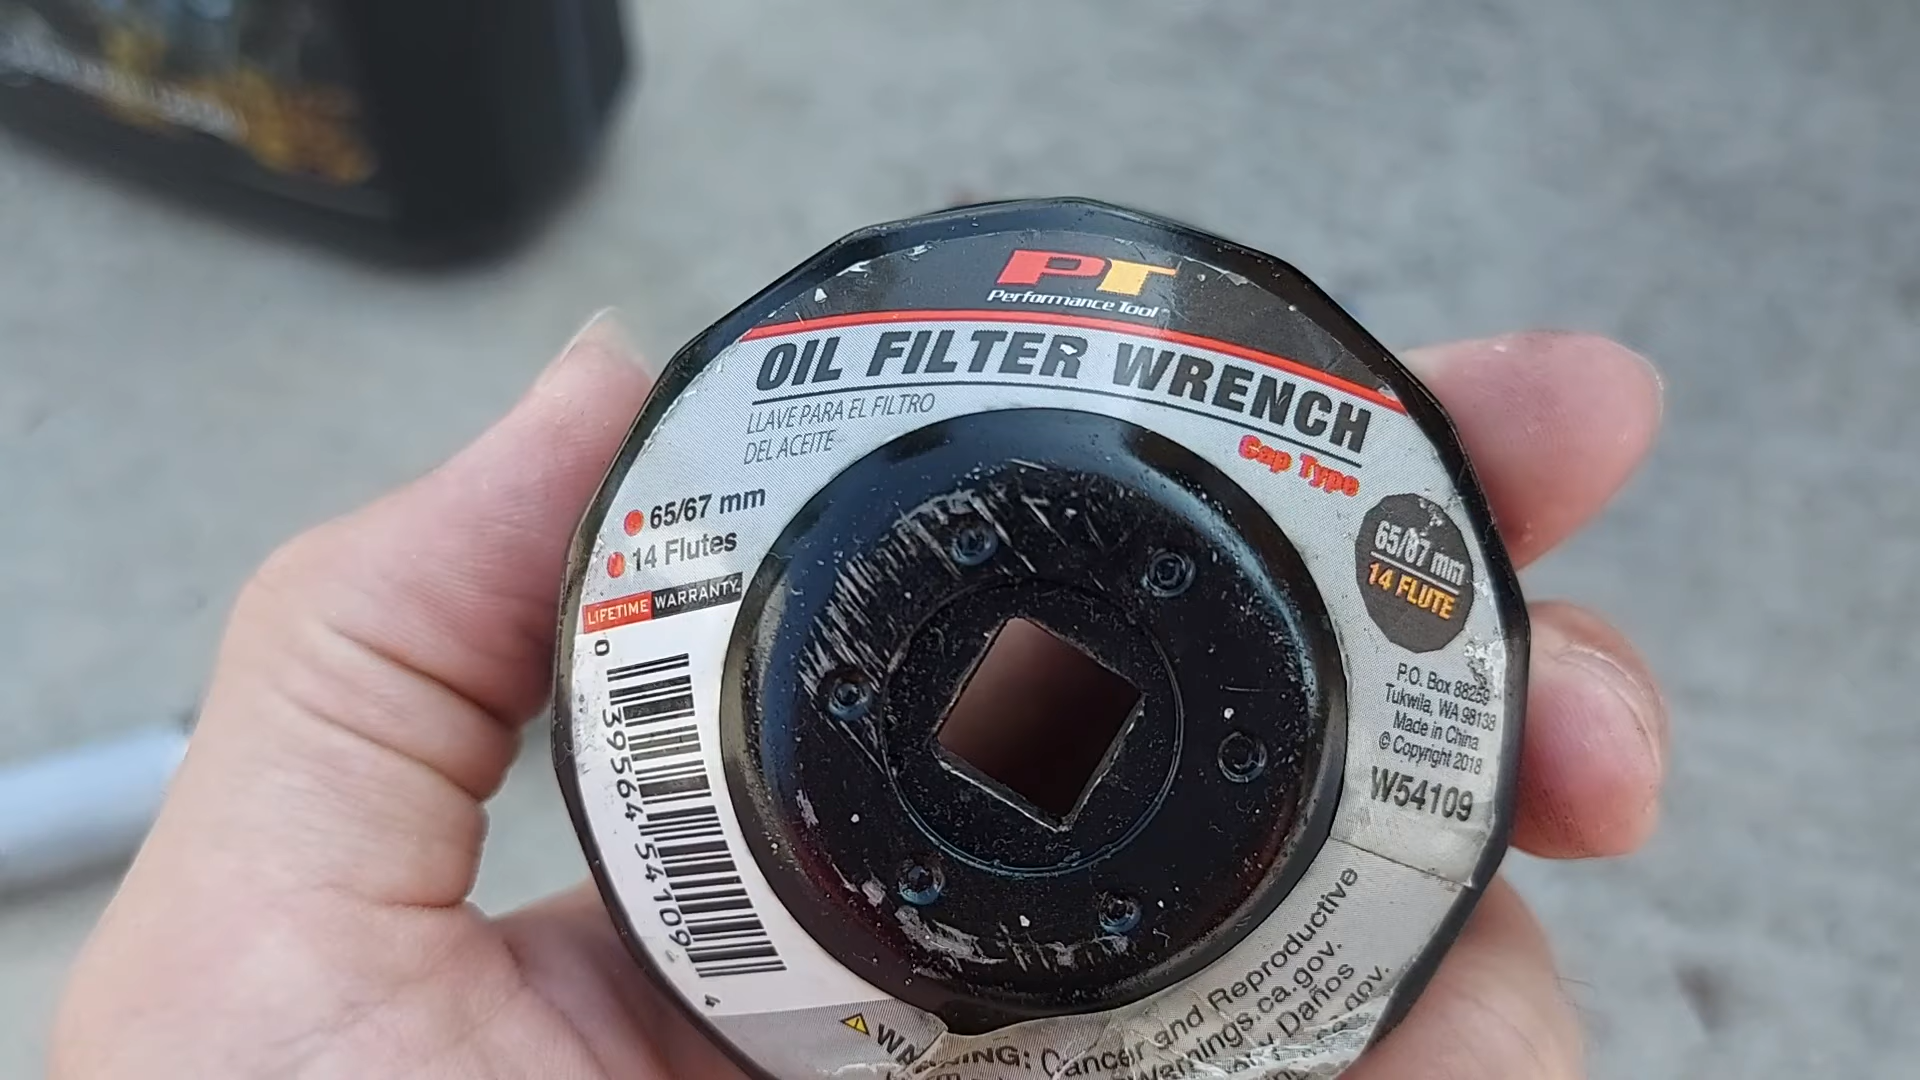 PT
Performance Tool
OIL FILTER WRENCH
LLAVE PARA EL FILTRO
DEL ACEITE
Cap Type
65/67 mm
14 Flutes
LIFETIME WARRANTY
65/67 mm
14 FLUTE
P.O. Box 88259
Tukwila, WA 98138
Made in China
© Copyright 2018
W54109
0 39564 54109 4
WARNING: Cancer and Reproductive
Warnings.ca.gov.
Daños
gov.